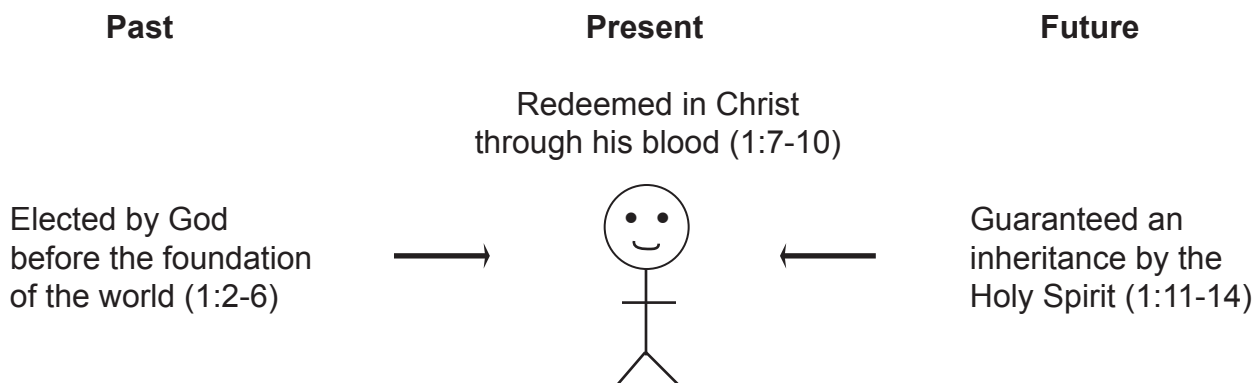 Past
Present
Future
Redeemed in Christ
through his blood (1:7-10)
Elected by God
before the foundation
of the world (1:2-6)
Guaranteed an
inheritance by the
Holy Spirit (1:11-14)